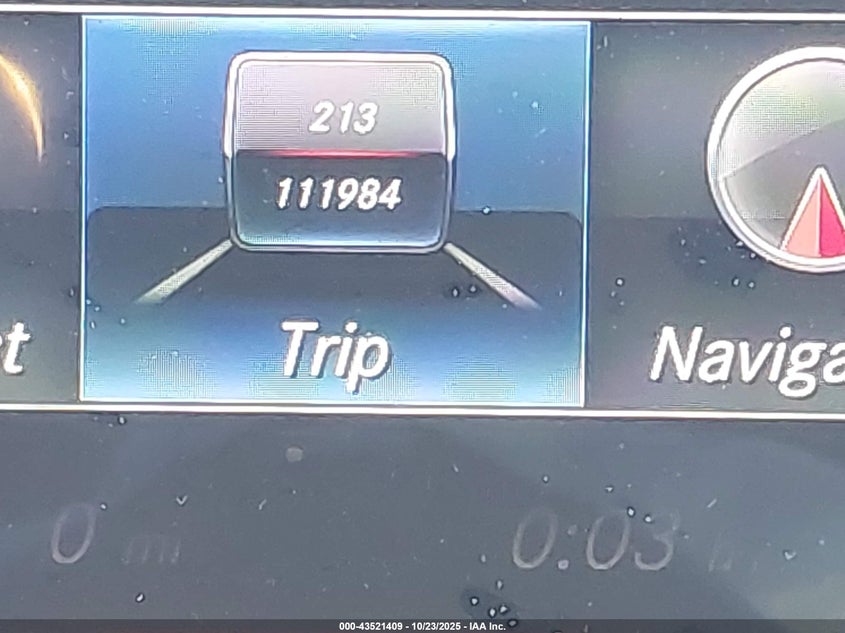 213
111984
t Trip Naviga
0 mi 0:03 h
000-43521409 - 10/23/2025 - IAA Inc.